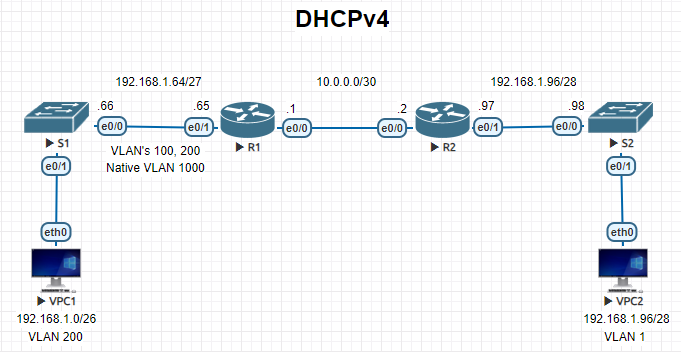 DHCPv4
192.168.1.64/27
10.0.0.0/30
192.168.1.96/28
.66
.65
.1
.2
.97
.98
e0/0
e0/1
e0/0
e0/0
e0/1
e0/0
S1
R1
R2
S2
VLAN's 100, 200
Native VLAN 1000
e0/1
e0/1
eth0
eth0
VPC1
VPC2
192.168.1.0/26
VLAN 200
192.168.1.96/28
VLAN 1